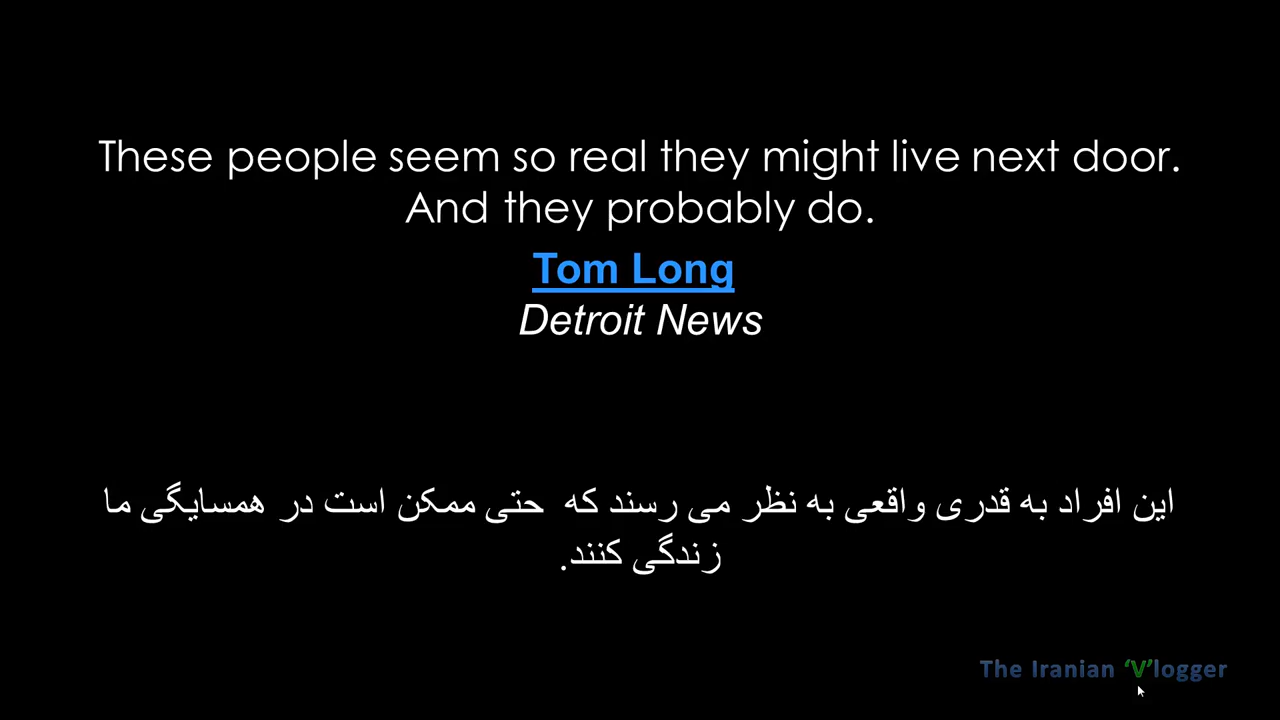 These people seem so real they might live next door.
And they probably do.
Tom Long
Detroit News
این افراد به قدری واقعی به نظر می رسند که  حتی ممکن است در همسایگی ما
زندگی کنند.
The Iranian ‘V’logger